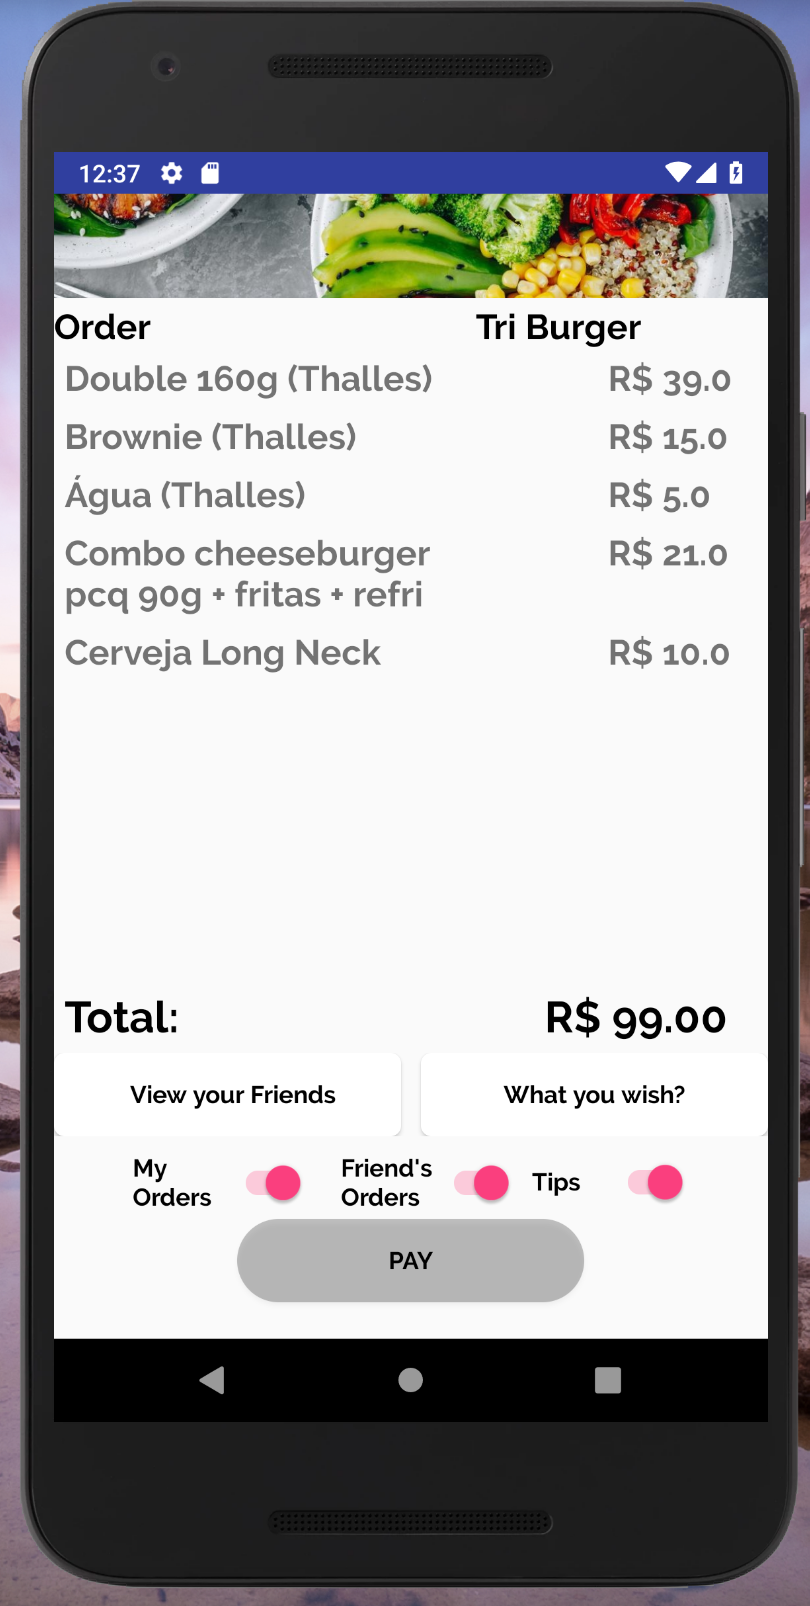 12:37
Order Tri Burger
Double 160g (Thalles) R$ 39.0
Brownie (Thalles) R$ 15.0
Água (Thalles) R$ 5.0
Combo cheeseburger R$ 21.0
pcq 90g + fritas + refri
Cerveja Long Neck R$ 10.0
Total: R$ 99.00
View your Friends What you wish?
My Friend's Tips
Orders Orders
PAY